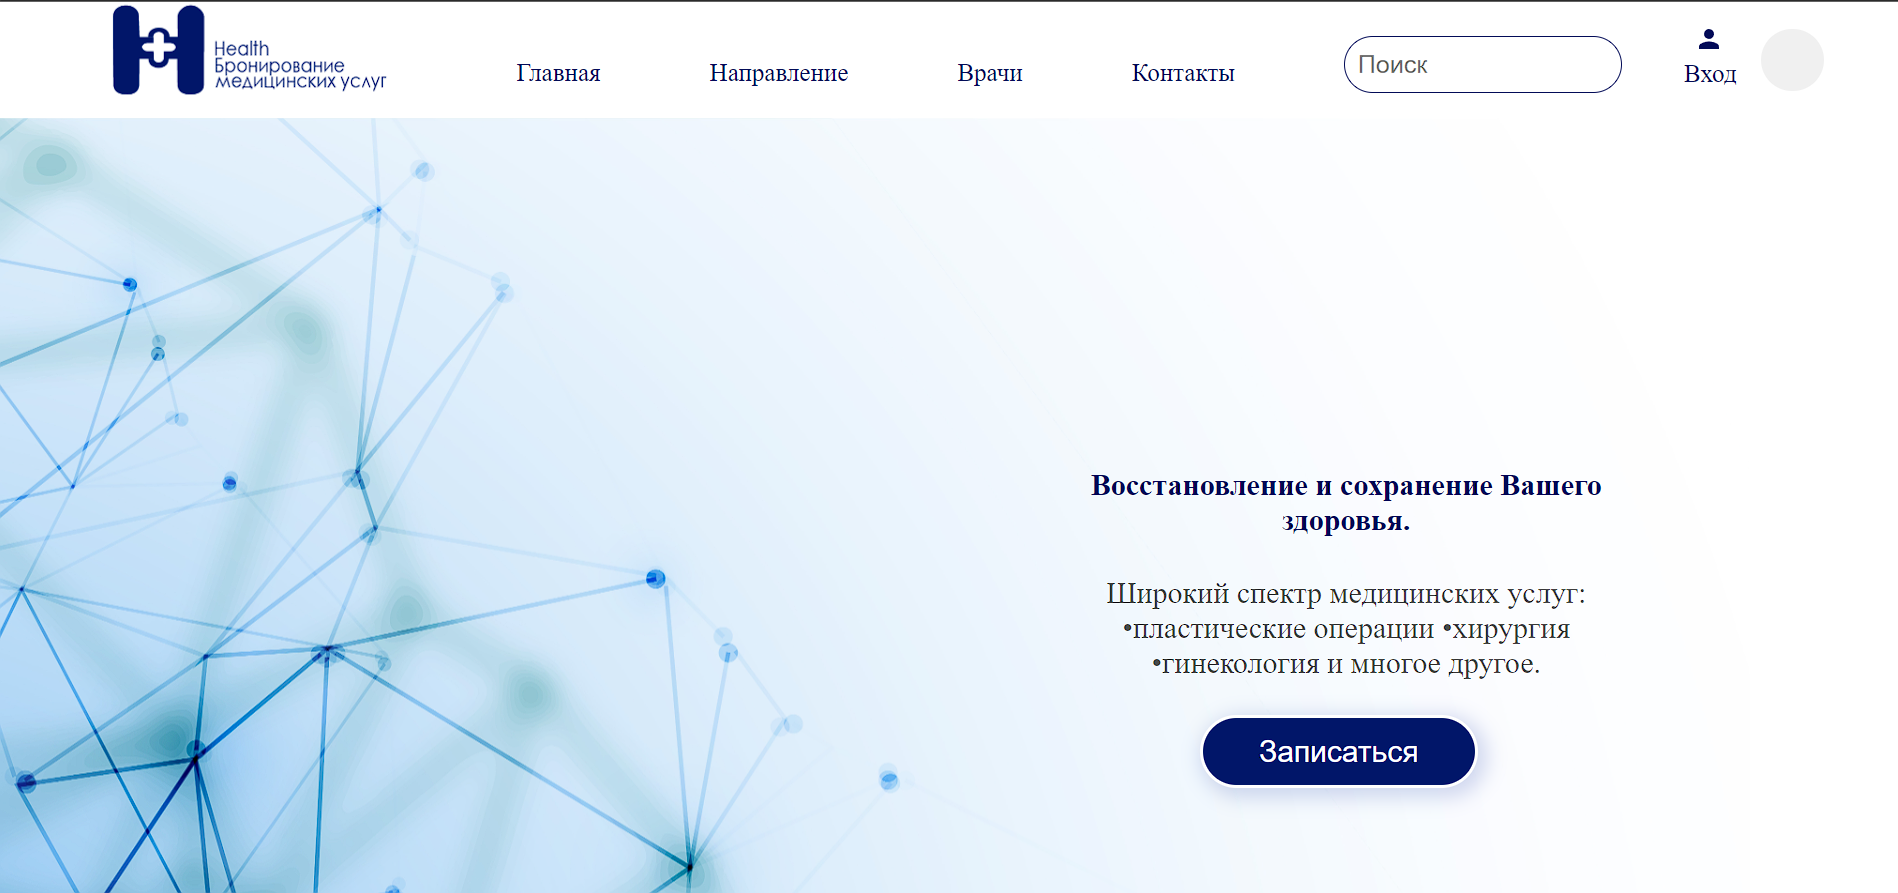 Health
Бронирование
медицинских услуг
Главная
Направление
Врачи
Контакты
Поиск
Вход
Восстановление и сохранение Вашего
здоровья.
Широкий спектр медицинских услуг:
•пластические операции •хирургия
•гинекология и многое другое.
Записаться